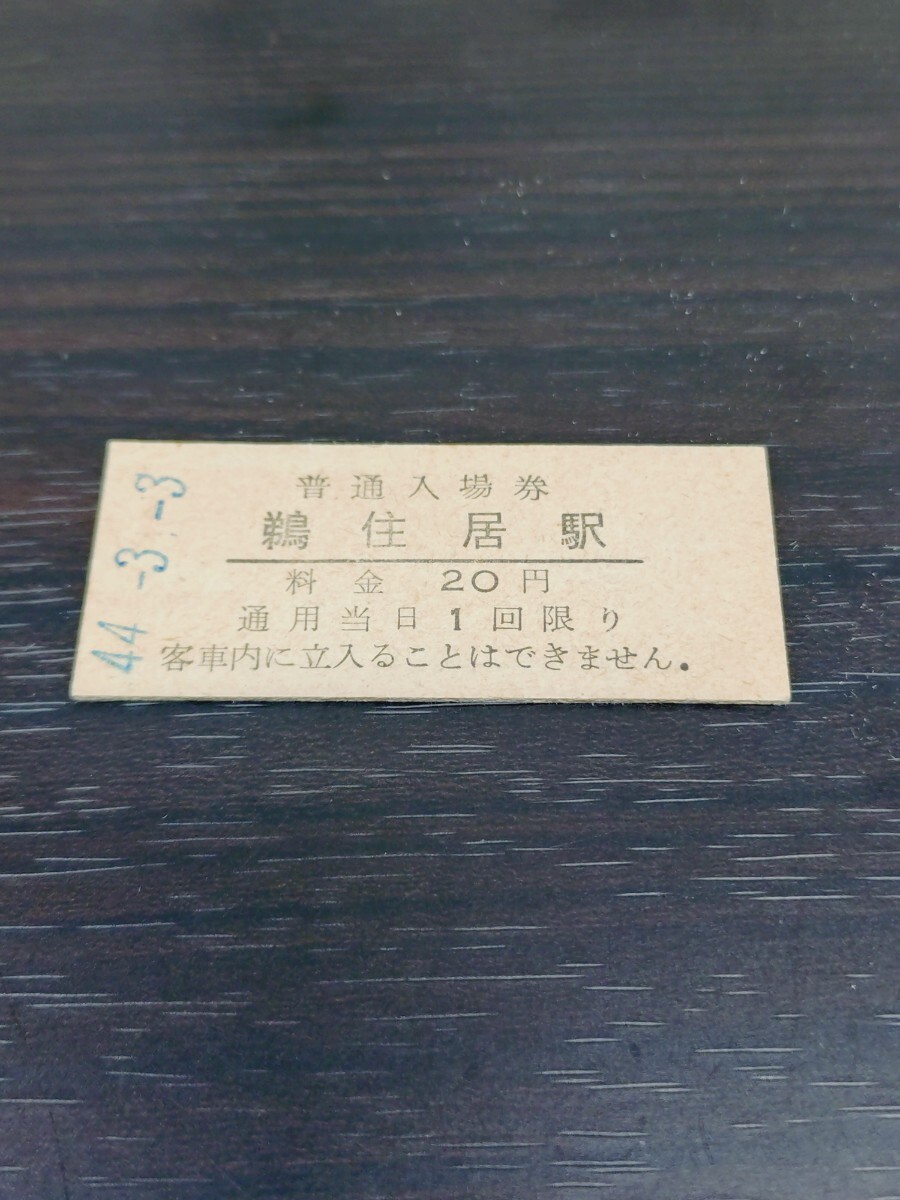 44-3.-3
普通入場券
鵜住居駅
料金 20円
通用当日1回限り
客車内に立入ることはできません.